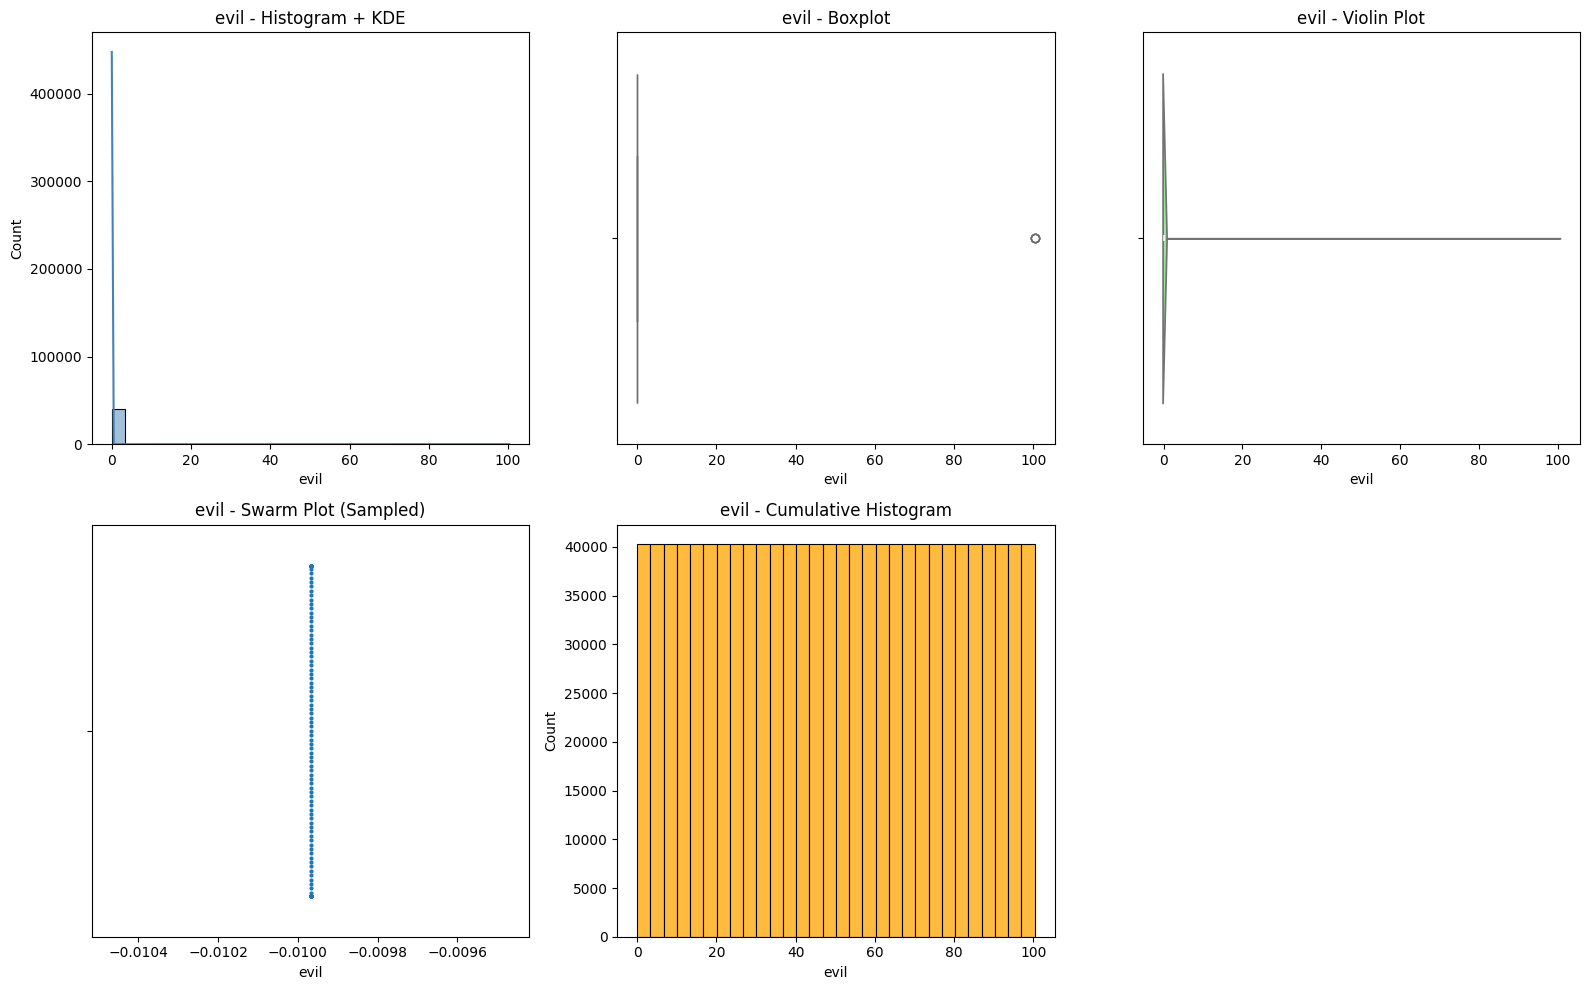 evil - Histogram + KDE
400000
300000
200000
100000
0
Count
0 20 40 60 80 100
evil
evil - Boxplot
0 20 40 60 80 100
evil
evil - Violin Plot
0 20 40 60 80 100
evil
evil - Swarm Plot (Sampled)
−0.0104 −0.0102 −0.0100 −0.0098 −0.0096
evil
evil - Cumulative Histogram
40000
35000
30000
25000
20000
15000
10000
5000
0
Count
0 20 40 60 80 100
evil